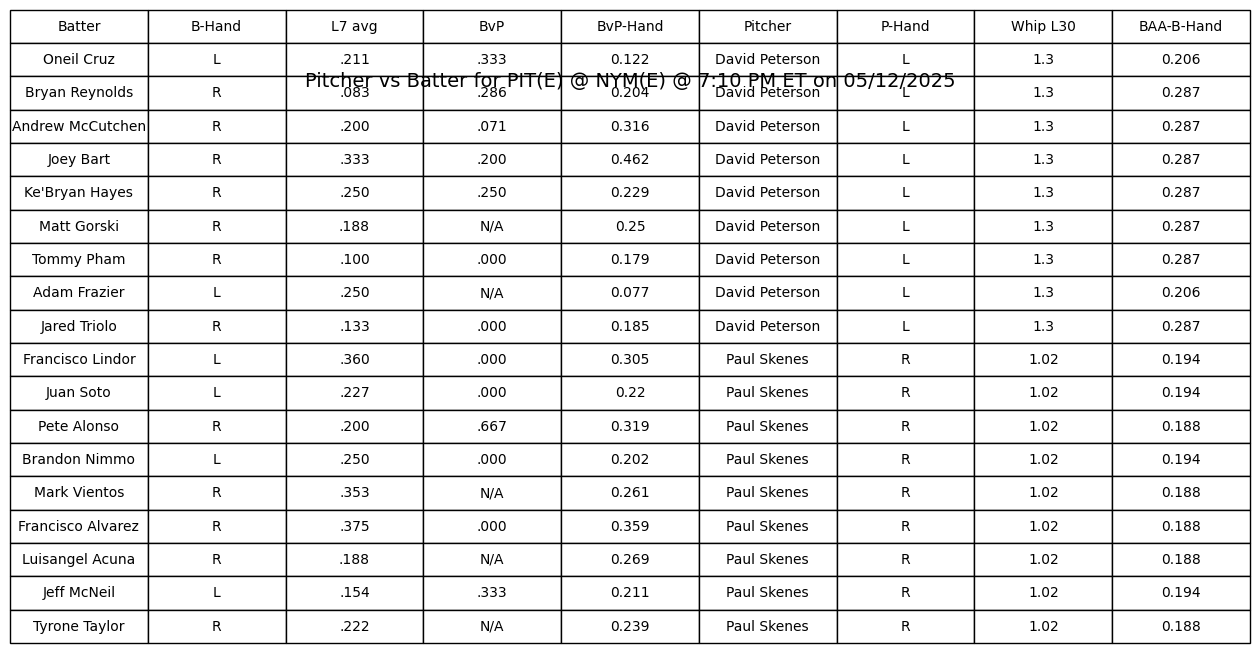 Batter B-Hand L7 avg BvP BvP-Hand Pitcher P-Hand Whip L30 BAA-B-Hand
Oneil Cruz L .211 .333 0.122 David Peterson L 1.3 0.206
Pitcher vs Batter for PIT(E) @ NYM(E) @ 7:10 PM ET on 05/12/2025
Bryan Reynolds R .083 .286 0.204 David Peterson L 1.3 0.287
Andrew McCutchen R .200 .071 0.316 David Peterson L 1.3 0.287
Joey Bart R .333 .200 0.462 David Peterson L 1.3 0.287
Ke'Bryan Hayes R .250 .250 0.229 David Peterson L 1.3 0.287
Matt Gorski R .188 N/A 0.25 David Peterson L 1.3 0.287
Tommy Pham R .100 .000 0.179 David Peterson L 1.3 0.287
Adam Frazier L .250 N/A 0.077 David Peterson L 1.3 0.206
Jared Triolo R .133 .000 0.185 David Peterson L 1.3 0.287
Francisco Lindor L .360 .000 0.305 Paul Skenes R 1.02 0.194
Juan Soto L .227 .000 0.22 Paul Skenes R 1.02 0.194
Pete Alonso R .200 .667 0.319 Paul Skenes R 1.02 0.188
Brandon Nimmo L .250 .000 0.202 Paul Skenes R 1.02 0.194
Mark Vientos R .353 N/A 0.261 Paul Skenes R 1.02 0.188
Francisco Alvarez R .375 .000 0.359 Paul Skenes R 1.02 0.188
Luisangel Acuna R .188 N/A 0.269 Paul Skenes R 1.02 0.188
Jeff McNeil L .154 .333 0.211 Paul Skenes R 1.02 0.194
Tyrone Taylor R .222 N/A 0.239 Paul Skenes R 1.02 0.188